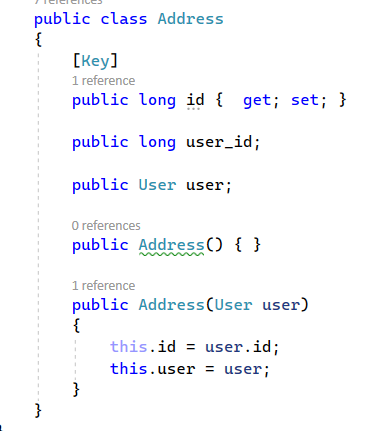 7 references
public class Address
{
[Key]
1 reference
public long id {  get; set; }
public long user_id;
public User user;
0 references
public Address() { }
1 reference
public Address(User user)
{
this.id = user.id;
this.user = user;
}
}